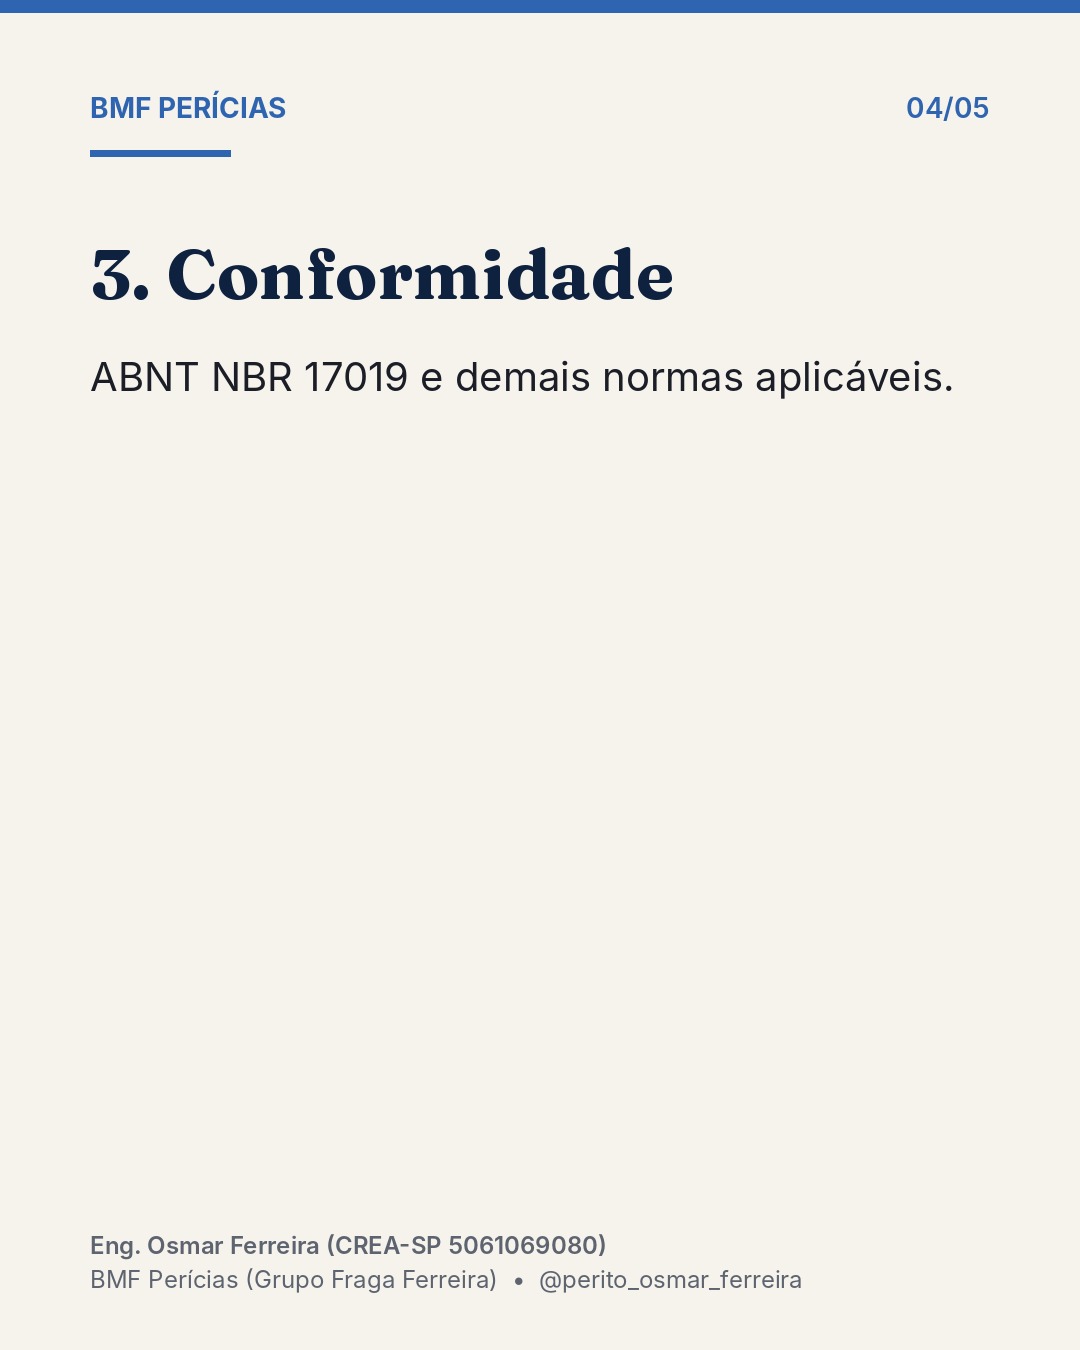 BMF PERÍCIAS
04/05
3. Conformidade
ABNT NBR 17019 e demais normas aplicáveis.
Eng. Osmar Ferreira (CREA-SP 5061069080)
BMF Perícias (Grupo Fraga Ferreira) • @perito_osmar_ferreira